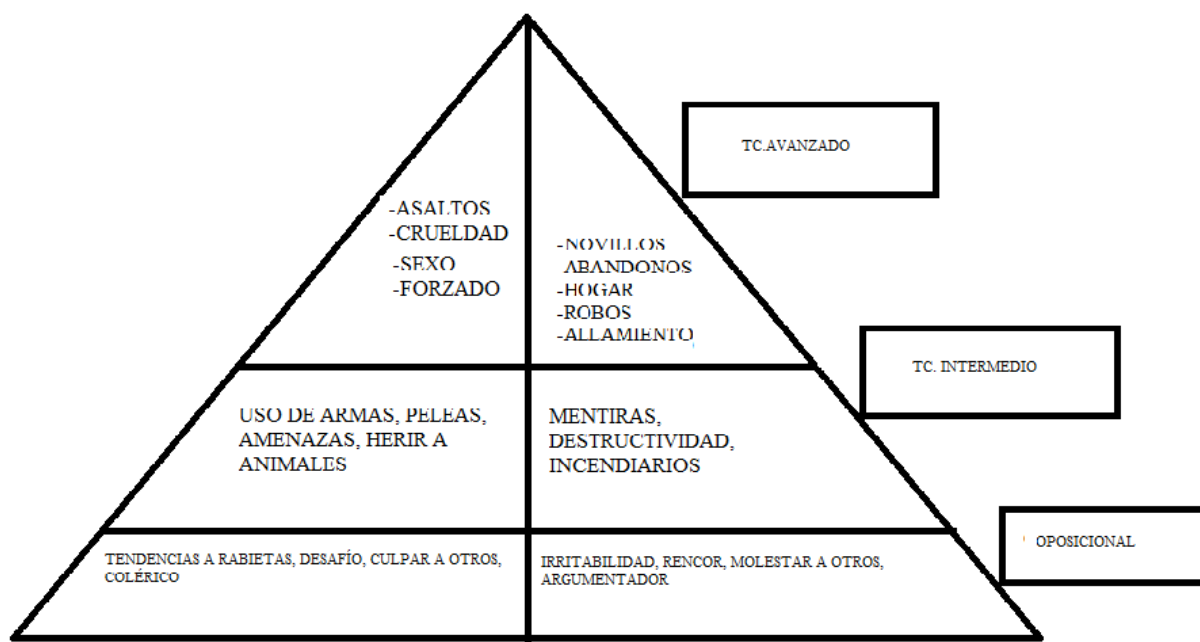 TC.AVANZADO
-ASALTOS
-CRUELDAD
-SEXO
-FORZADO
-NOVILLOS
ABANDONOS
-HOGAR
-ROBOS
-ALLAMIENTO
TC. INTERMEDIO
USO DE ARMAS, PELEAS,
AMENAZAS, HERIR A
ANIMALES
MENTIRAS,
DESTRUCTIVIDAD,
INCENDIARIOS
OPOSICIONAL
TENDENCIAS A RABIETAS, DESAFÍO, CULPAR A OTROS,
COLÉRICO
IRRITABILIDAD, RENCOR, MOLESTAR A OTROS,
ARGUMENTADOR